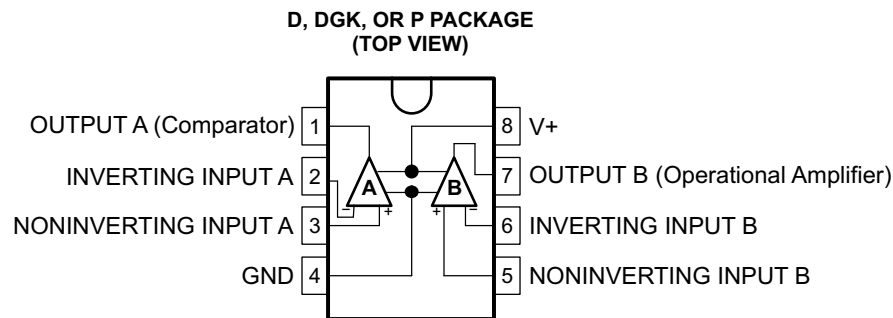 D, DGK, OR P PACKAGE
(TOP VIEW)
OUTPUT A (Comparator) 1
8 V+
INVERTING INPUT A 2
7 OUTPUT B (Operational Amplifier)
A
B
NONINVERTING INPUT A 3
− +
+ −
6 INVERTING INPUT B
GND 4
5 NONINVERTING INPUT B